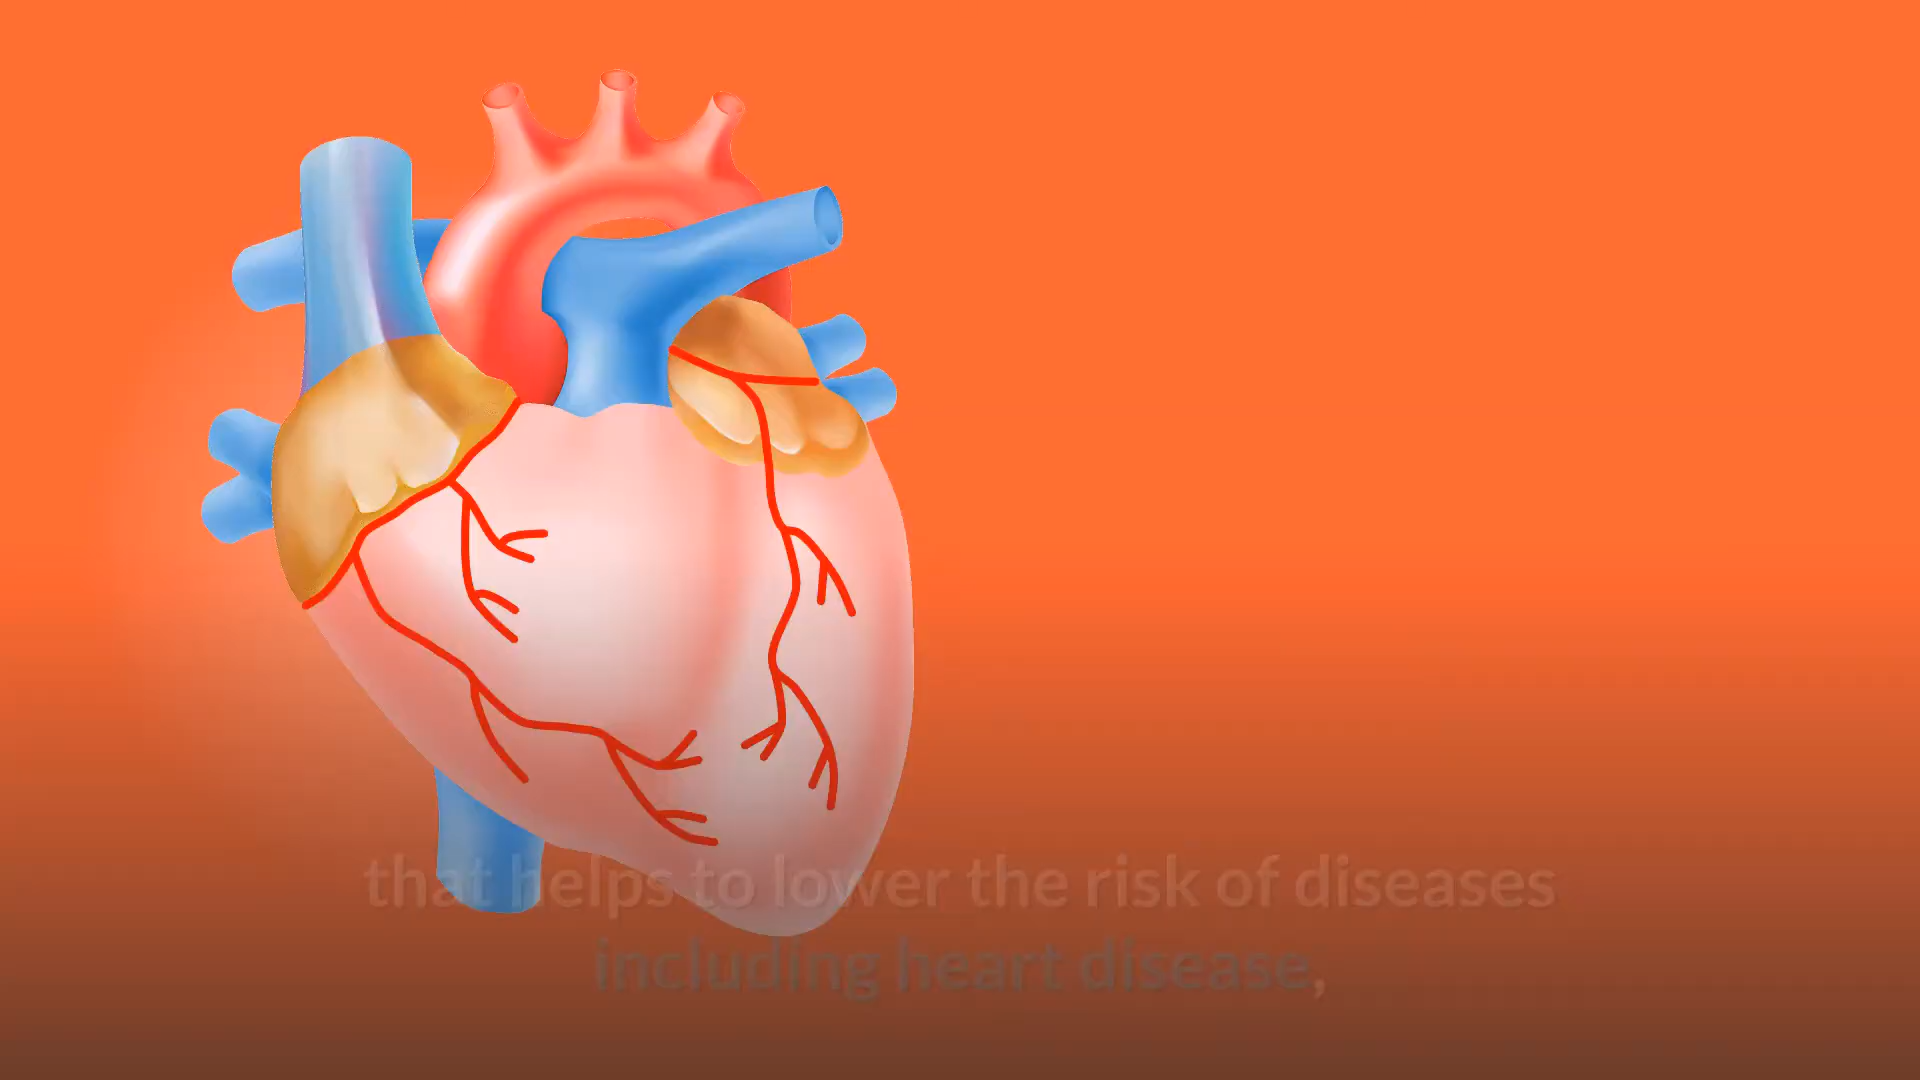 that helps to lower the risk of diseases
including heart disease,